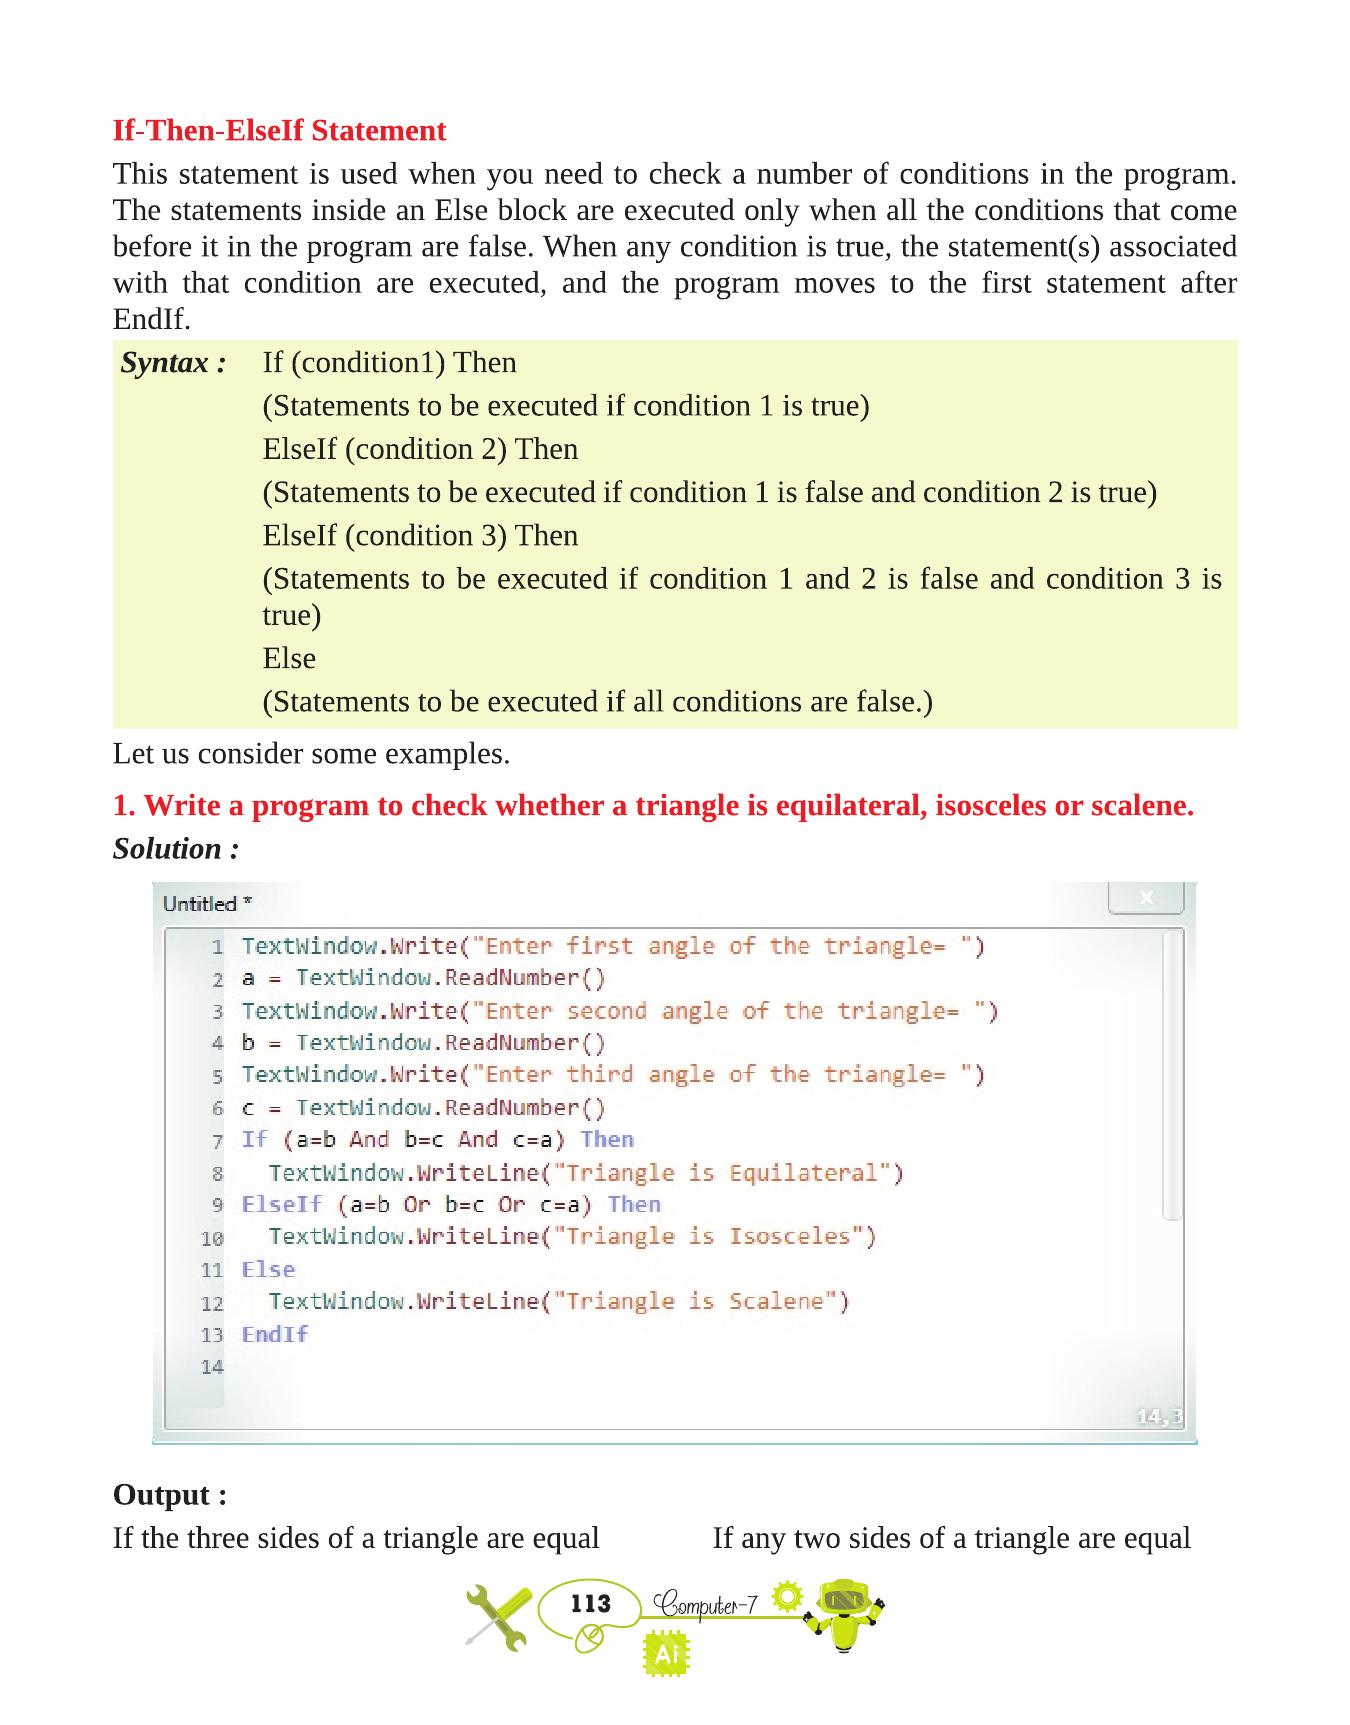 If-Then-ElseIf Statement
This statement is used when you need to check a number of conditions in the program.
The statements inside an Else block are executed only when all the conditions that come
before it in the program are false. When any condition is true, the statement(s) associated
with that condition are executed, and the program moves to the first statement after
EndIf.
Syntax : If (condition1) Then
(Statements to be executed if condition 1 is true)
ElseIf (condition 2) Then
(Statements to be executed if condition 1 is false and condition 2 is true)
ElseIf (condition 3) Then
(Statements to be executed if condition 1 and 2 is false and condition 3 is
true)
Else
(Statements to be executed if all conditions are false.)
Let us consider some examples.
1. Write a program to check whether a triangle is equilateral, isosceles or scalene.
Solution :
Untitled * X
1 TextWindow.Write("Enter first angle of the triangle= ")
2 a = TextWindow.ReadNumber()
3 TextWindow.Write("Enter second angle of the triangle= ")
4 b = TextWindow.ReadNumber()
5 TextWindow.Write("Enter third angle of the triangle= ")
6 c = TextWindow.ReadNumber()
7 If (a=b And b=c And c=a) Then
8 TextWindow.WriteLine("Triangle is Equilateral")
9 ElseIf (a=b Or b=c Or c=a) Then
10 TextWindow.WriteLine("Triangle is Isosceles")
11 Else
12 TextWindow.WriteLine("Triangle is Scalene")
13 EndIf
14
14,3
Output :
If the three sides of a triangle are equal If any two sides of a triangle are equal
113 Computer-7
Ai